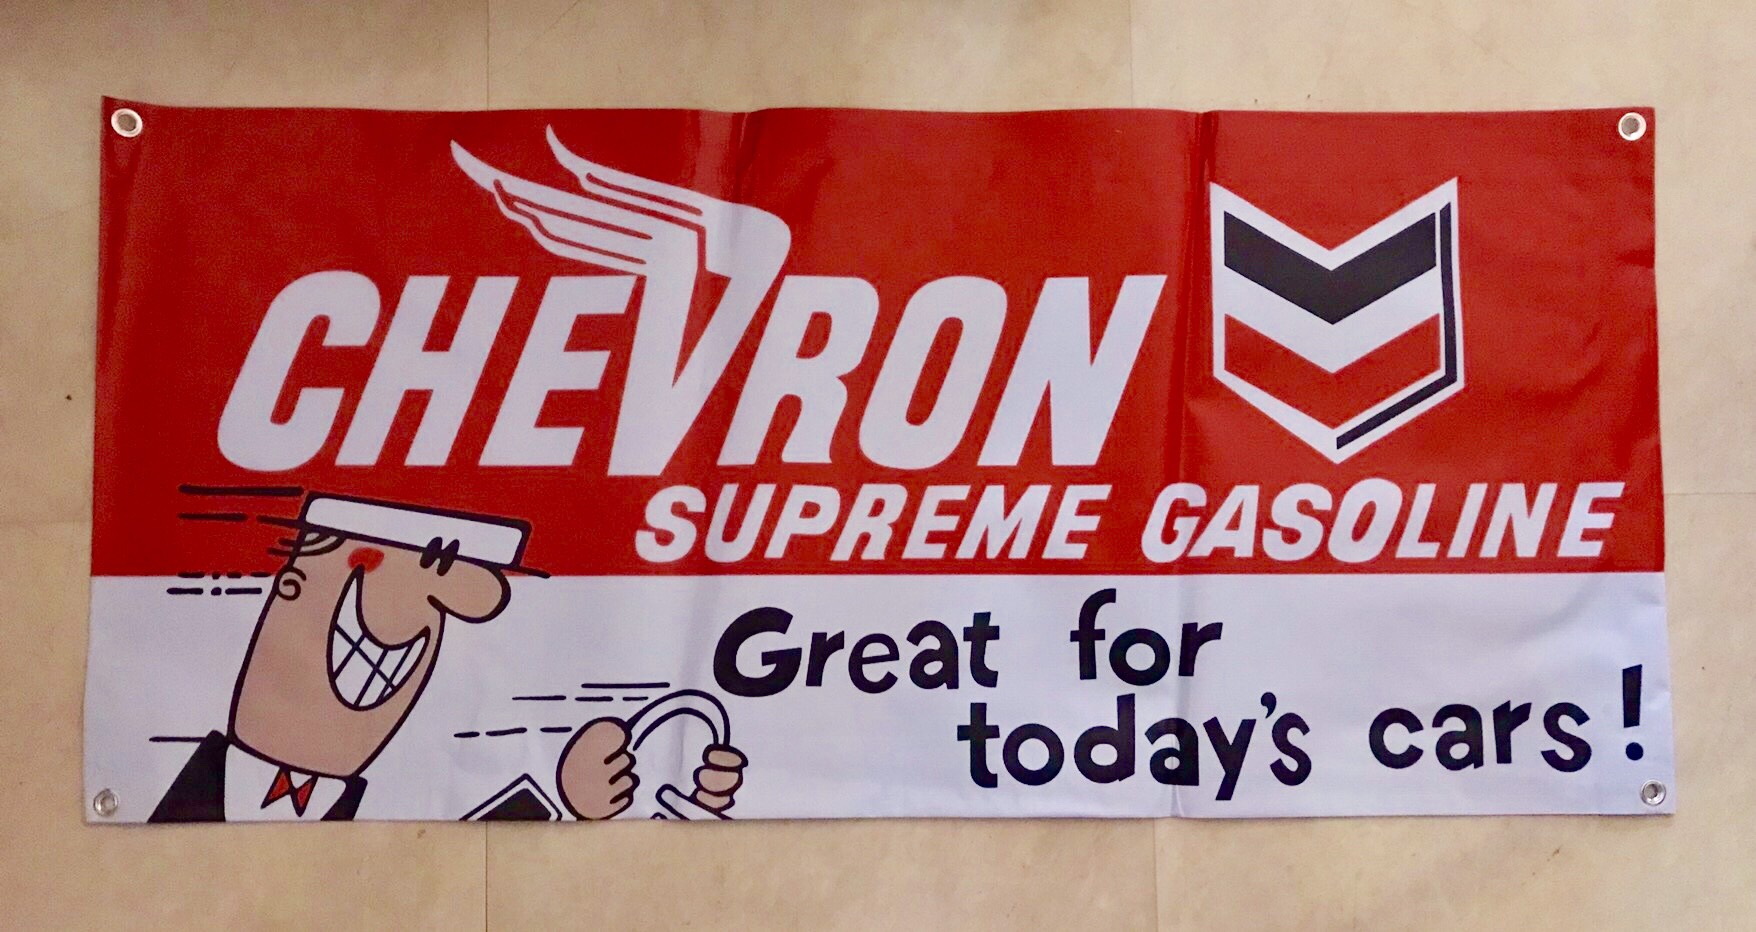 CHEVRON
SUPREME GASOLINE
Great for
today's cars!